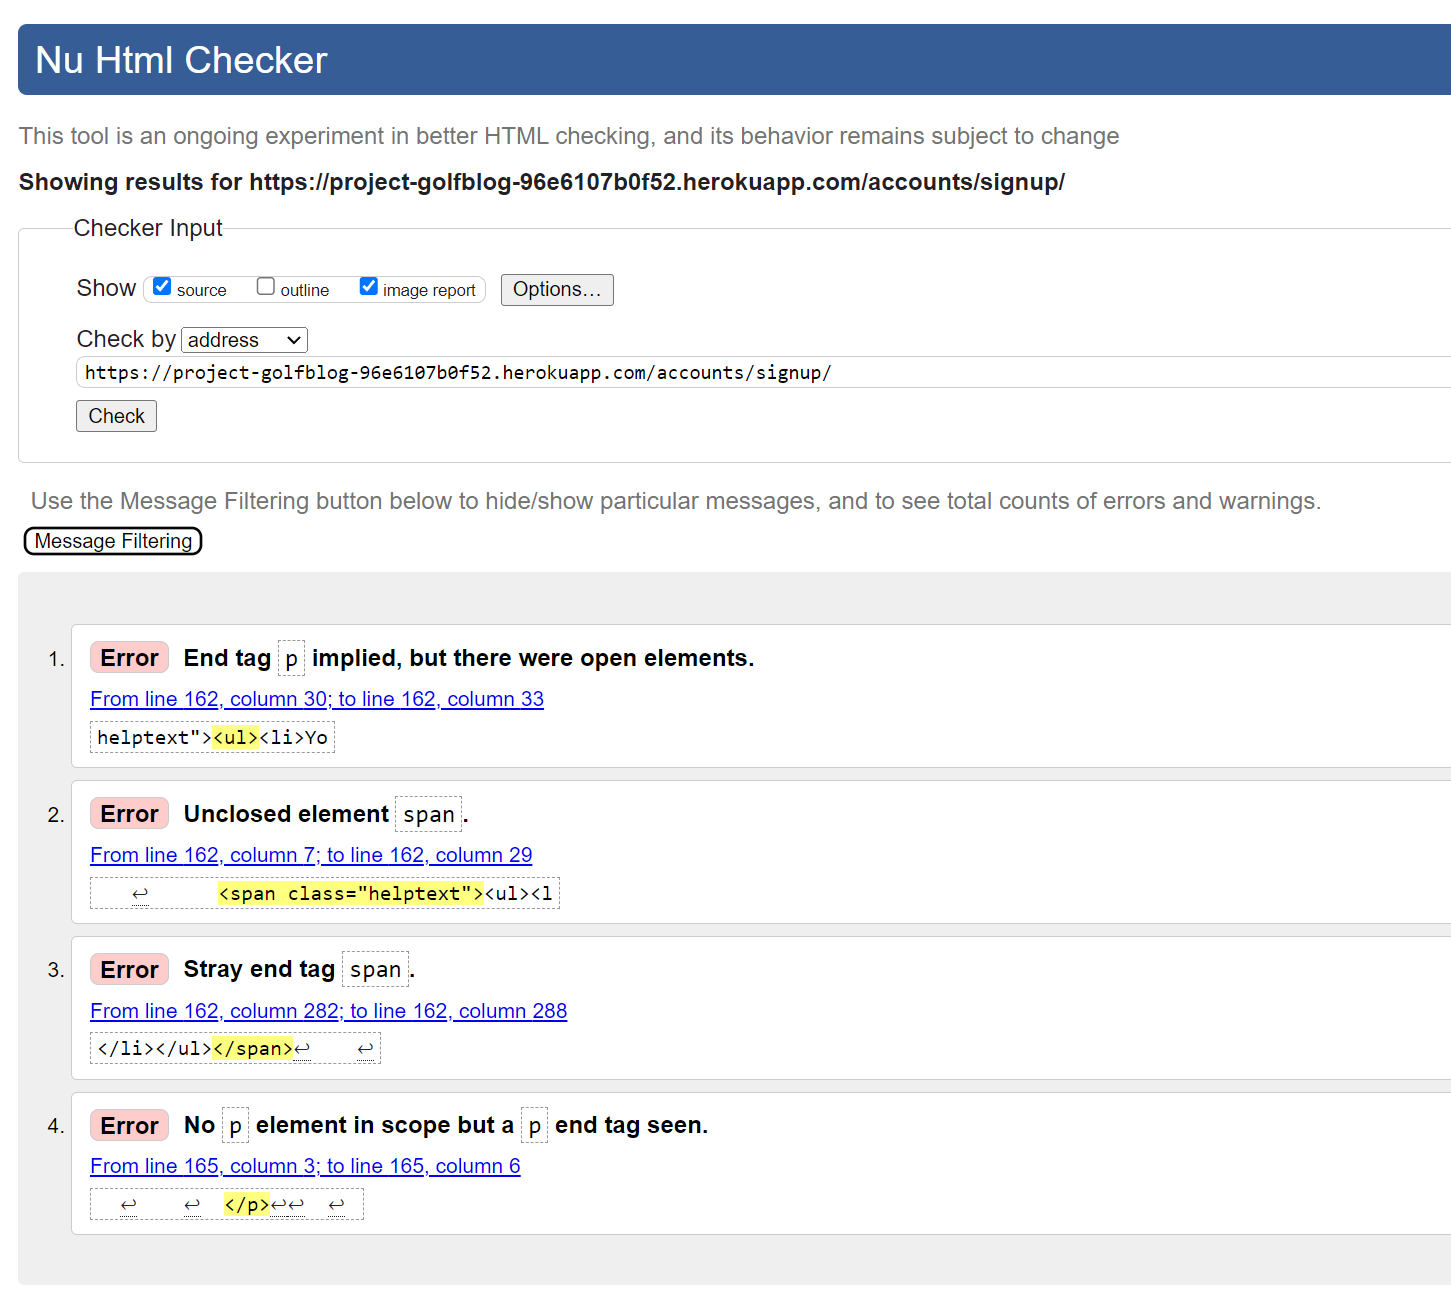 Nu Html Checker
This tool is an ongoing experiment in better HTML checking, and its behavior remains subject to change
Showing results for https://project-golfblog-96e6107b0f52.herokuapp.com/accounts/signup/
Checker Input
Show source outline image report Options...
Check by address
https://project-golfblog-96e6107b0f52.herokuapp.com/accounts/signup/
Check
Use the Message Filtering button below to hide/show particular messages, and to see total counts of errors and warnings.
Message Filtering
1. Error End tag p implied, but there were open elements.
From line 162, column 30; to line 162, column 33
helptext"><ul><li>Yo
2. Error Unclosed element span.
From line 162, column 7; to line 162, column 29
↩ <span class="helptext"><ul><l
3. Error Stray end tag span.
From line 162, column 282; to line 162, column 288
</li></ul></span>↩ ↩
4. Error No p element in scope but a p end tag seen.
From line 165, column 3; to line 165, column 6
↩ ↩ </p>↩↩ ↩